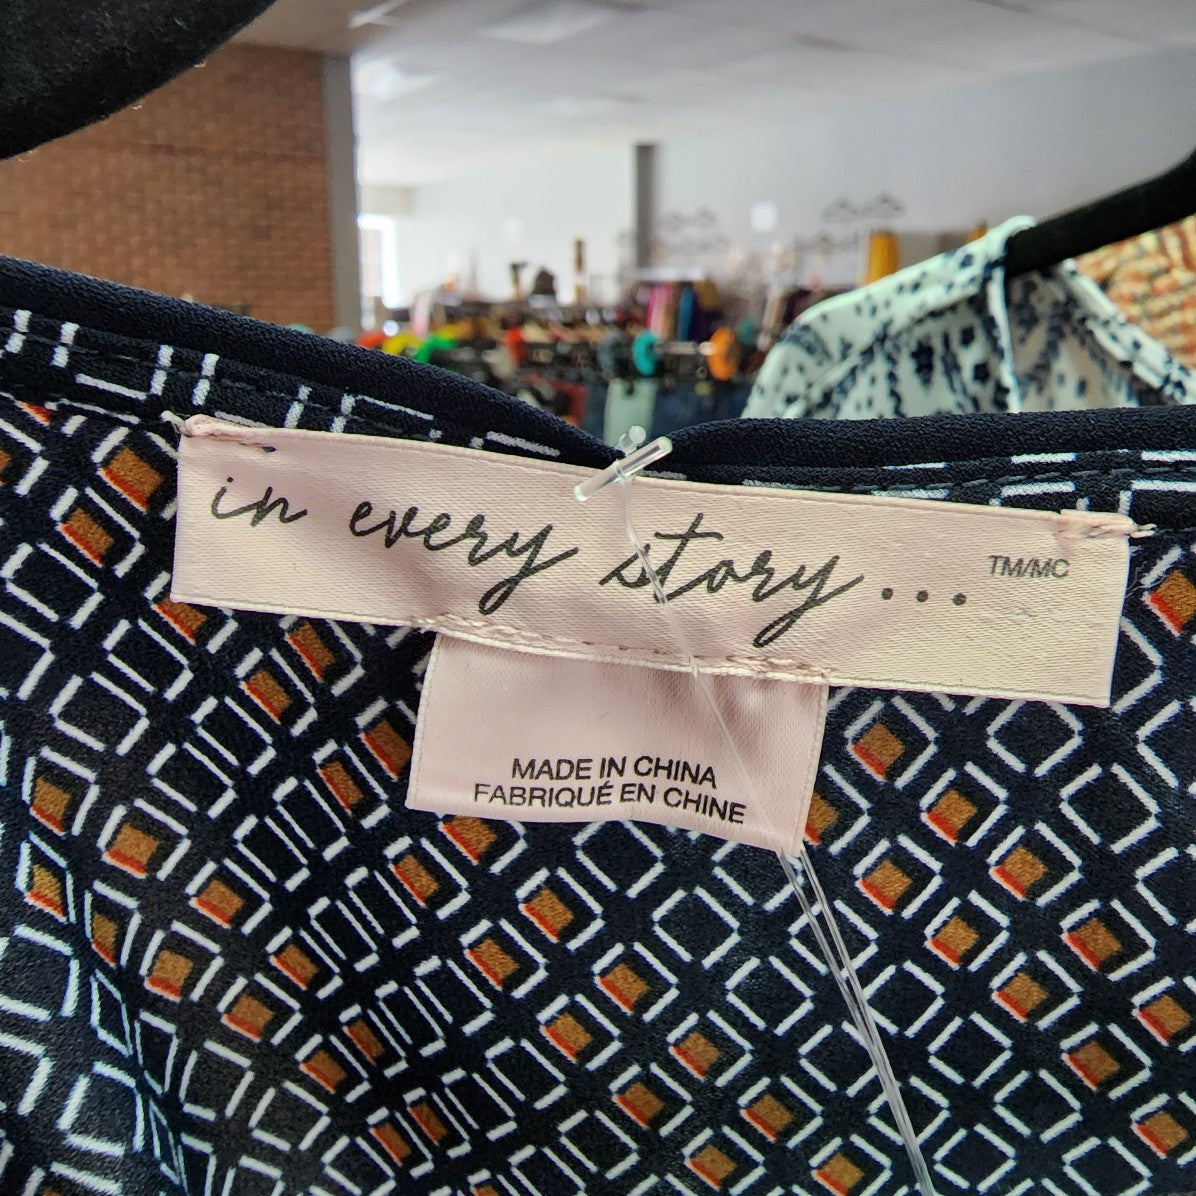 in every story... TM/MC
MADE IN CHINA
FABRIQUÉ EN CHINE